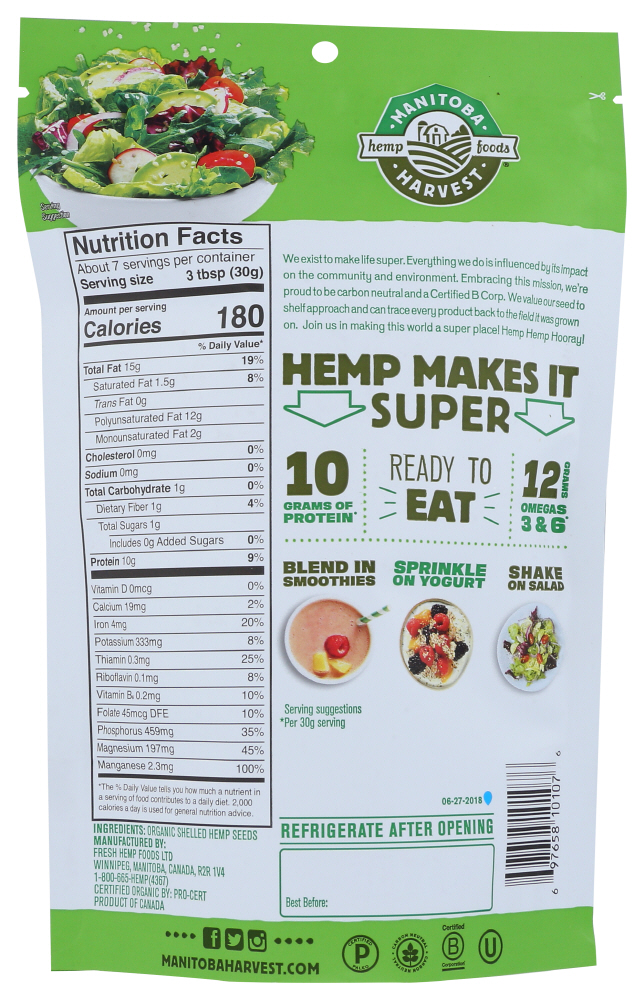 MANITOBA
hemp foods
HARVEST
Serving
Suggestion
Nutrition Facts
About 7 servings per container
Serving size 3 tbsp (30g)
Amount per serving
Calories 180
% Daily Value*
Total Fat 15g 19%
Saturated Fat 1.5g 8%
Trans Fat 0g
Polyunsaturated Fat 12g
Monounsaturated Fat 2g
Cholesterol 0mg 0%
Sodium 0mg 0%
Total Carbohydrate 1g 0%
Dietary Fiber 1g 4%
Total Sugars 1g
Includes 0g Added Sugars 0%
Protein 10g 9%
Vitamin D 0mcg 0%
Calcium 19mg 2%
Iron 4mg 20%
Potassium 333mg 8%
Thiamin 0.3mg 25%
Riboflavin 0.1mg 8%
Vitamin B₆ 0.2mg 10%
Folate 45mcg DFE 10%
Phosphorus 459mg 35%
Magnesium 197mg 45%
Manganese 2.3mg 100%
*The % Daily Value tells you how much a nutrient in
a serving of food contributes to a daily diet. 2,000
calories a day is used for general nutrition advice.
INGREDIENTS: ORGANIC SHELLED HEMP SEEDS
MANUFACTURED BY:
FRESH HEMP FOODS LTD
WINNIPEG, MANITOBA, CANADA, R2R 1V4
1-800-665-HEMP(4367)
CERTIFIED ORGANIC BY: PRO-CERT
PRODUCT OF CANADA
We exist to make life super. Everything we do is influenced by its impact
on the community and environment. Embracing this mission, we're
proud to be carbon neutral and a Certified B Corp. We value our seed to
shelf approach and can trace every product back to the field it was grown
on. Join us in making this world a super place! Hemp Hemp Hooray!
HEMP MAKES IT
SUPER
10
GRAMS OF
PROTEIN*
READY TO
EAT
12 GRAMS
OMEGAS
3 & 6*
BLEND IN
SMOOTHIES
SPRINKLE
ON YOGURT
SHAKE
ON SALAD
Serving suggestions
*Per 30g serving
06-27-2018
REFRIGERATE AFTER OPENING
Best Before:
6 97658 10107 6
MANITOBAHARVEST.COM
CERTIFIED
P
PALEO
CARBON NEUTRAL
CARBON NEUTRAL
Certified
B
Corporation
U